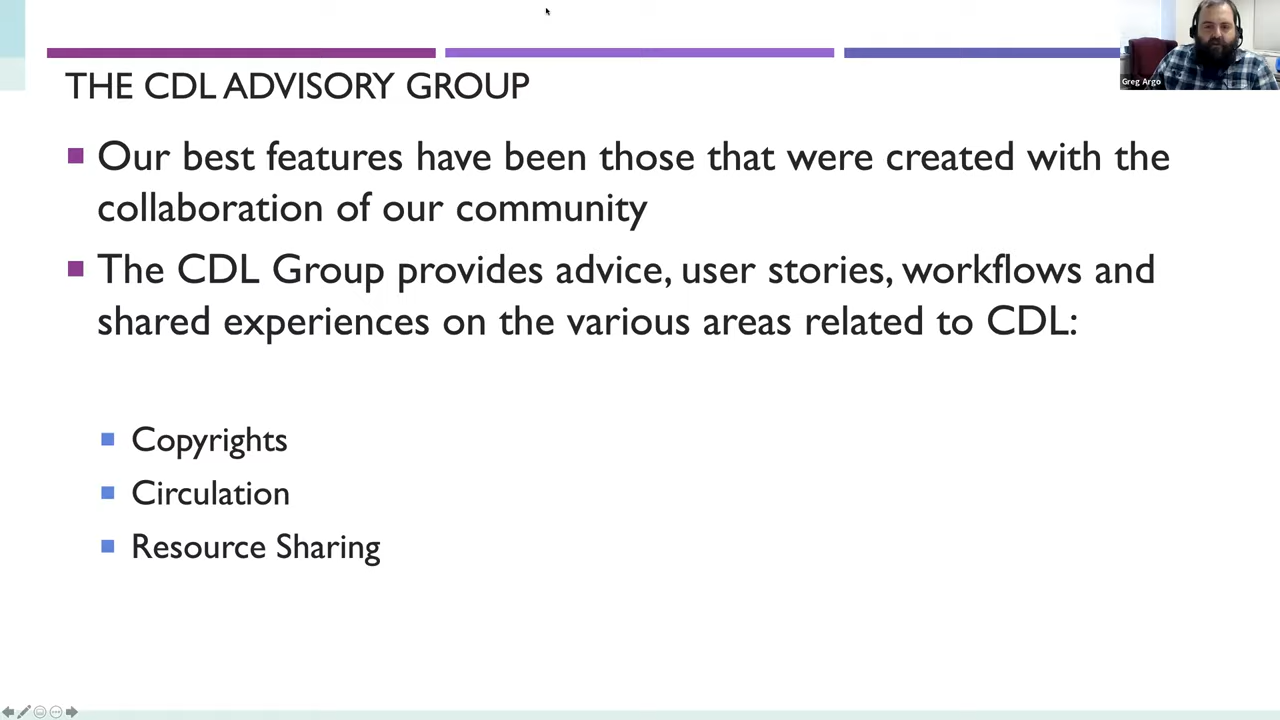 THE CDL ADVISORY GROUP
Greg Argo
Our best features have been those that were created with the
collaboration of our community
The CDL Group provides advice, user stories, workflows and
shared experiences on the various areas related to CDL:
Copyrights
Circulation
Resource Sharing